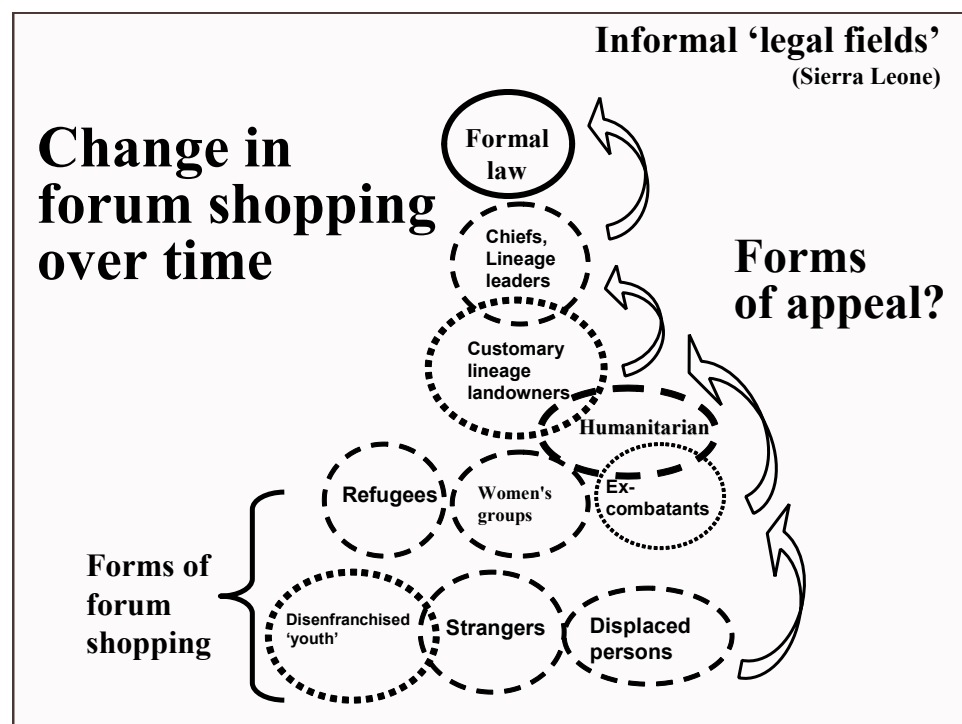 Informal ‘legal fields’
(Sierra Leone)
Change in
forum shopping
over time
Formal
law
Chiefs,
Lineage
leaders
Forms
of appeal?
Customary
lineage
landowners
Humanitarian
Refugees
Women's
groups
Ex-
combatants
Forms of
forum
shopping
Disenfranchised
‘youth’
Strangers
Displaced
persons